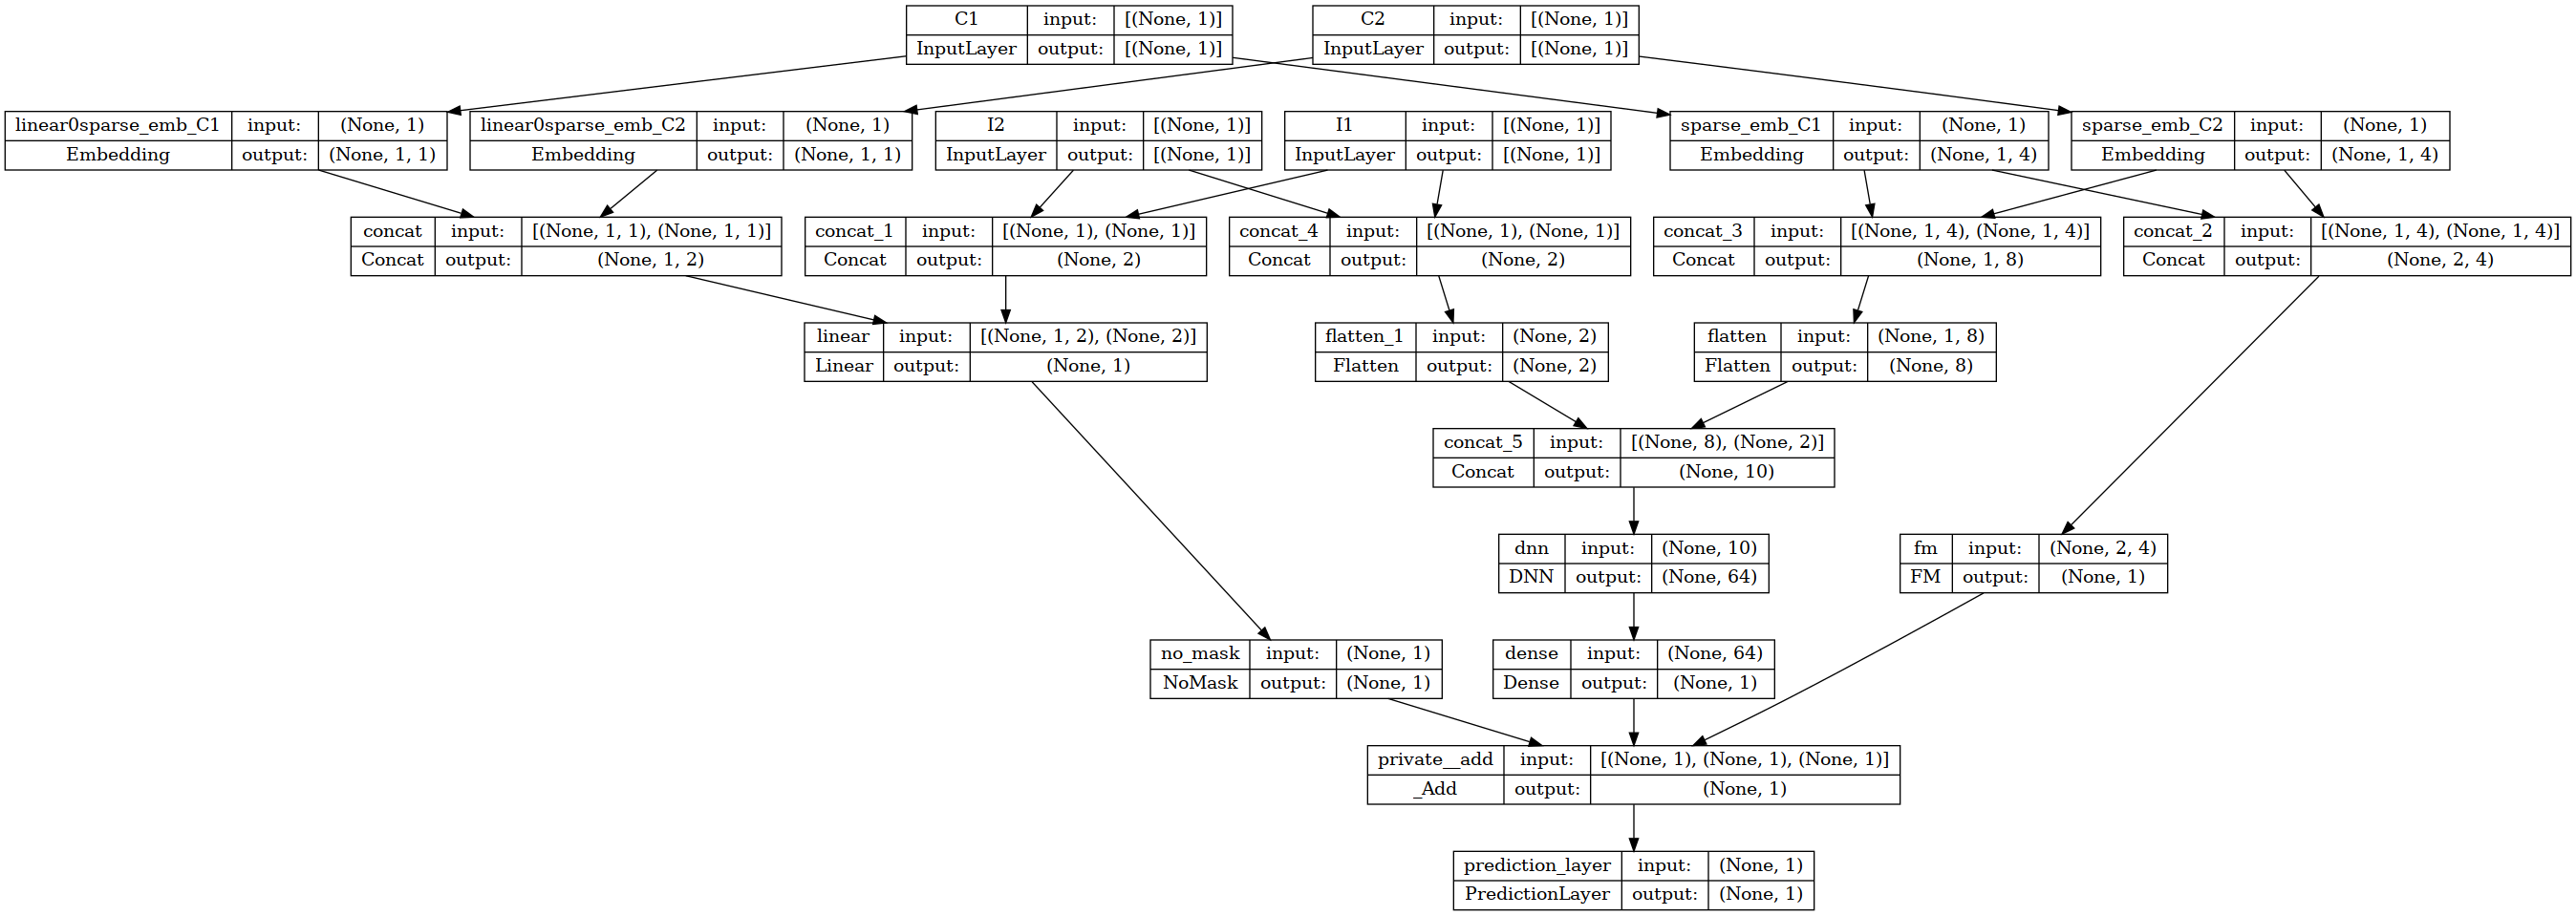 C1 input: [(None, 1)]
InputLayer output: [(None, 1)]
C2 input: [(None, 1)]
InputLayer output: [(None, 1)]
linear0sparse_emb_C1 input: (None, 1)
Embedding output: (None, 1, 1)
linear0sparse_emb_C2 input: (None, 1)
Embedding output: (None, 1, 1)
I2 input: [(None, 1)]
InputLayer output: [(None, 1)]
I1 input: [(None, 1)]
InputLayer output: [(None, 1)]
sparse_emb_C1 input: (None, 1)
Embedding output: (None, 1, 4)
sparse_emb_C2 input: (None, 1)
Embedding output: (None, 1, 4)
concat input: [(None, 1, 1), (None, 1, 1)]
Concat output: (None, 1, 2)
concat_1 input: [(None, 1), (None, 1)]
Concat output: (None, 2)
concat_4 input: [(None, 1), (None, 1)]
Concat output: (None, 2)
concat_3 input: [(None, 1, 4), (None, 1, 4)]
Concat output: (None, 1, 8)
concat_2 input: [(None, 1, 4), (None, 1, 4)]
Concat output: (None, 2, 4)
linear input: [(None, 1, 2), (None, 2)]
Linear output: (None, 1)
flatten_1 input: (None, 2)
Flatten output: (None, 2)
flatten input: (None, 1, 8)
Flatten output: (None, 8)
concat_5 input: [(None, 8), (None, 2)]
Concat output: (None, 10)
dnn input: (None, 10)
DNN output: (None, 64)
fm input: (None, 2, 4)
FM output: (None, 1)
no_mask input: (None, 1)
NoMask output: (None, 1)
dense input: (None, 64)
Dense output: (None, 1)
private__add input: [(None, 1), (None, 1), (None, 1)]
_Add output: (None, 1)
prediction_layer input: (None, 1)
PredictionLayer output: (None, 1)